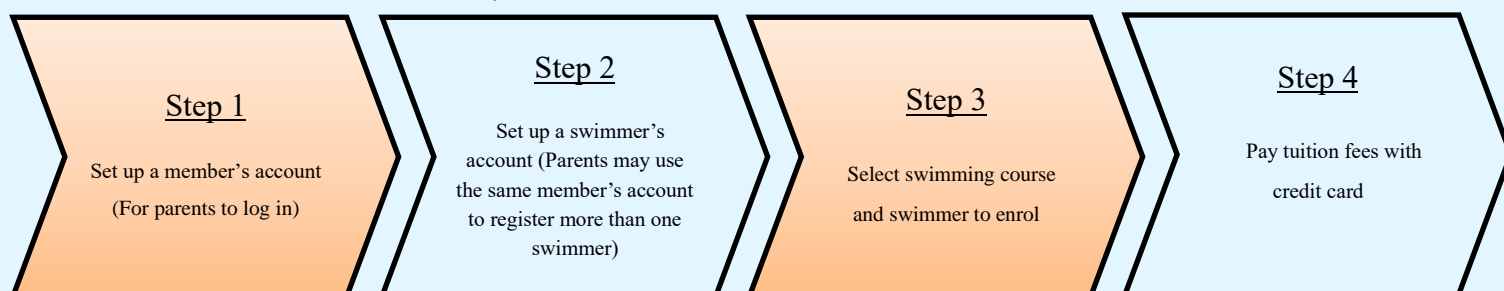 Step 1
Set up a member’s account
(For parents to log in)
Step 2
Set up a swimmer’s
account (Parents may use
the same member’s account
to register more than one
swimmer)
Step 3
Select swimming course
and swimmer to enrol
Step 4
Pay tuition fees with
credit card